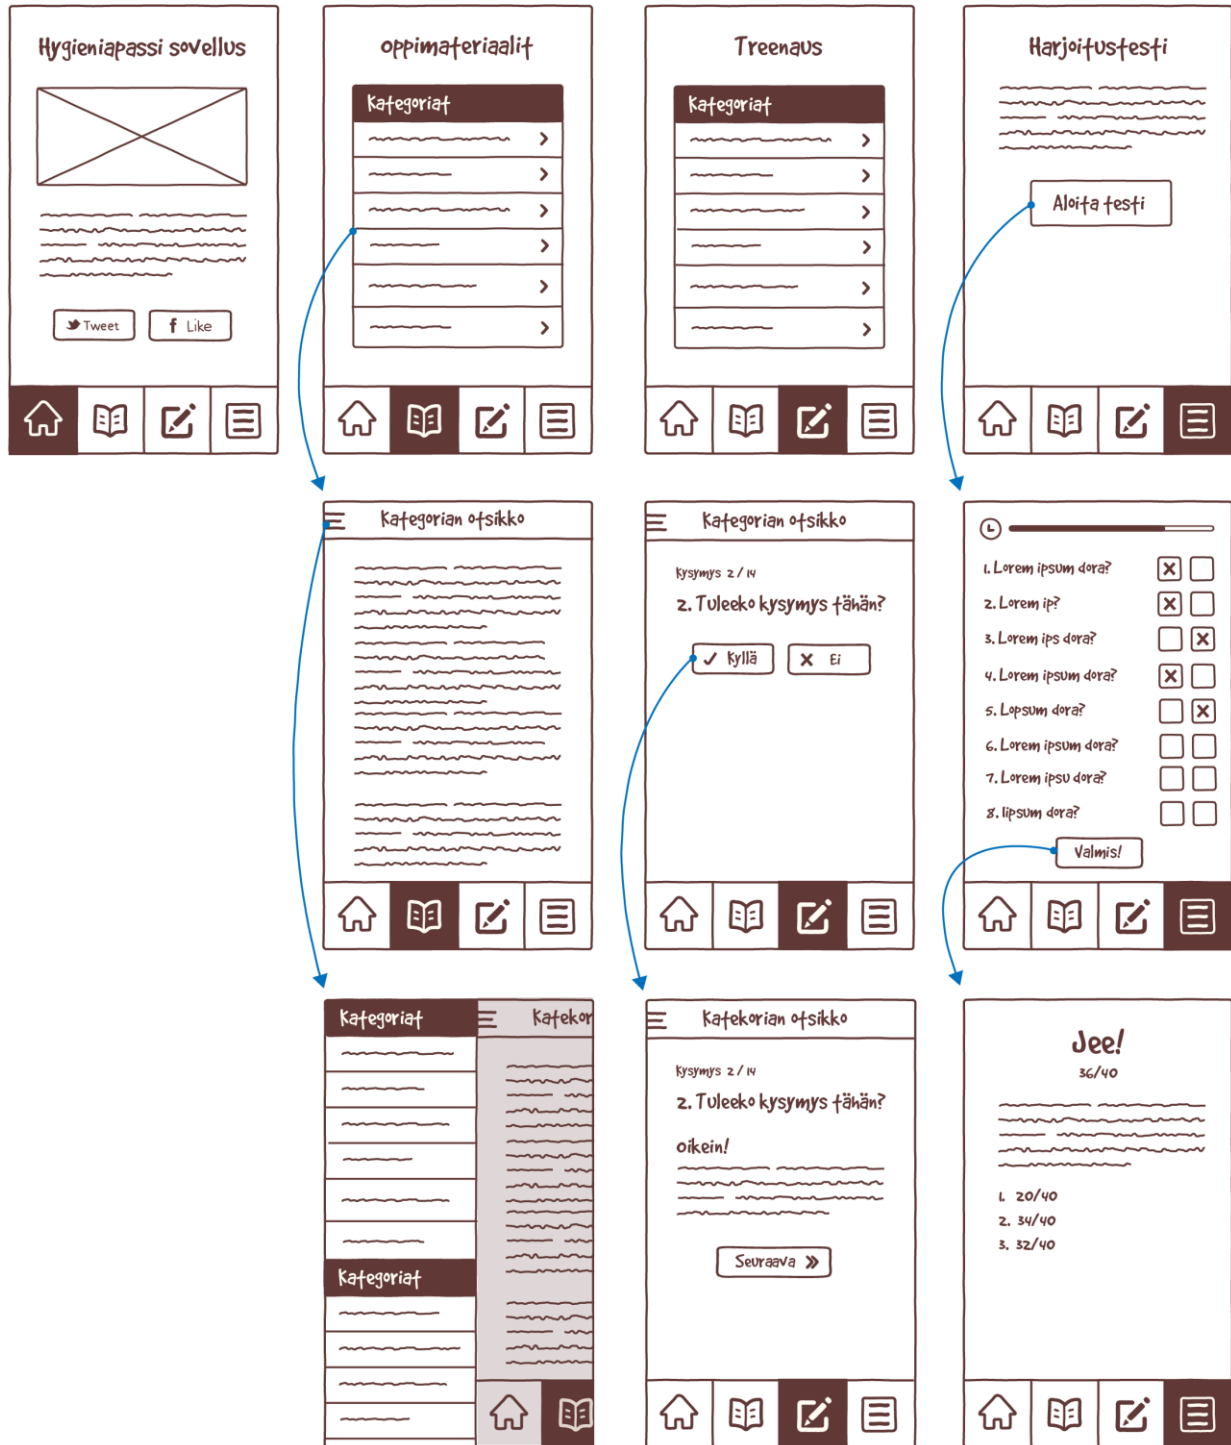 Hygieniapassi sovellus
Tweet
Like
Oppimateriaalit
Kategoriat
Treenaus
Kategoriat
Harjoitustesti
Aloita testi
Kategorian otsikko
Kategorian otsikko
Kysymys 2/14
2. Tuleeko kysymys tähän?
Kyllä
Ei
1. Lorem ipsum dora?
2. Lorem ip?
3. Lorem ips dora?
4. Lorem ipsum dora?
5. Lopsum dora?
6. Lorem ipsum dora?
7. Lorem ipsu dora?
8. lipsum dora?
Valmis!
Kategoriat
Katekor
Kategoriat
Katekorian otsikko
Kysymys 2/14
2. Tuleeko kysymys tähän?
Oikein!
Seuraava
Jee!
36/40
1. 20/40
2. 34/40
3. 32/40